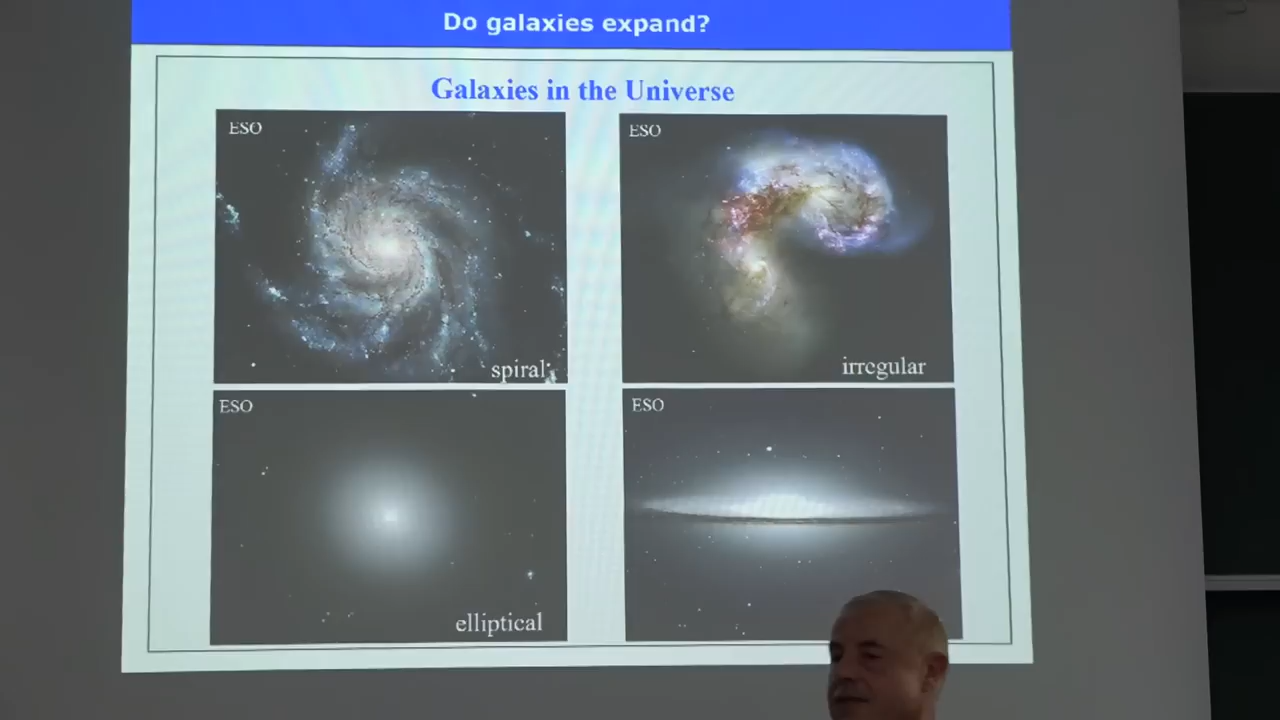 Do galaxies expand?
Galaxies in the Universe
ESO
ESO
spiral
irregular
ESO
ESO
elliptical